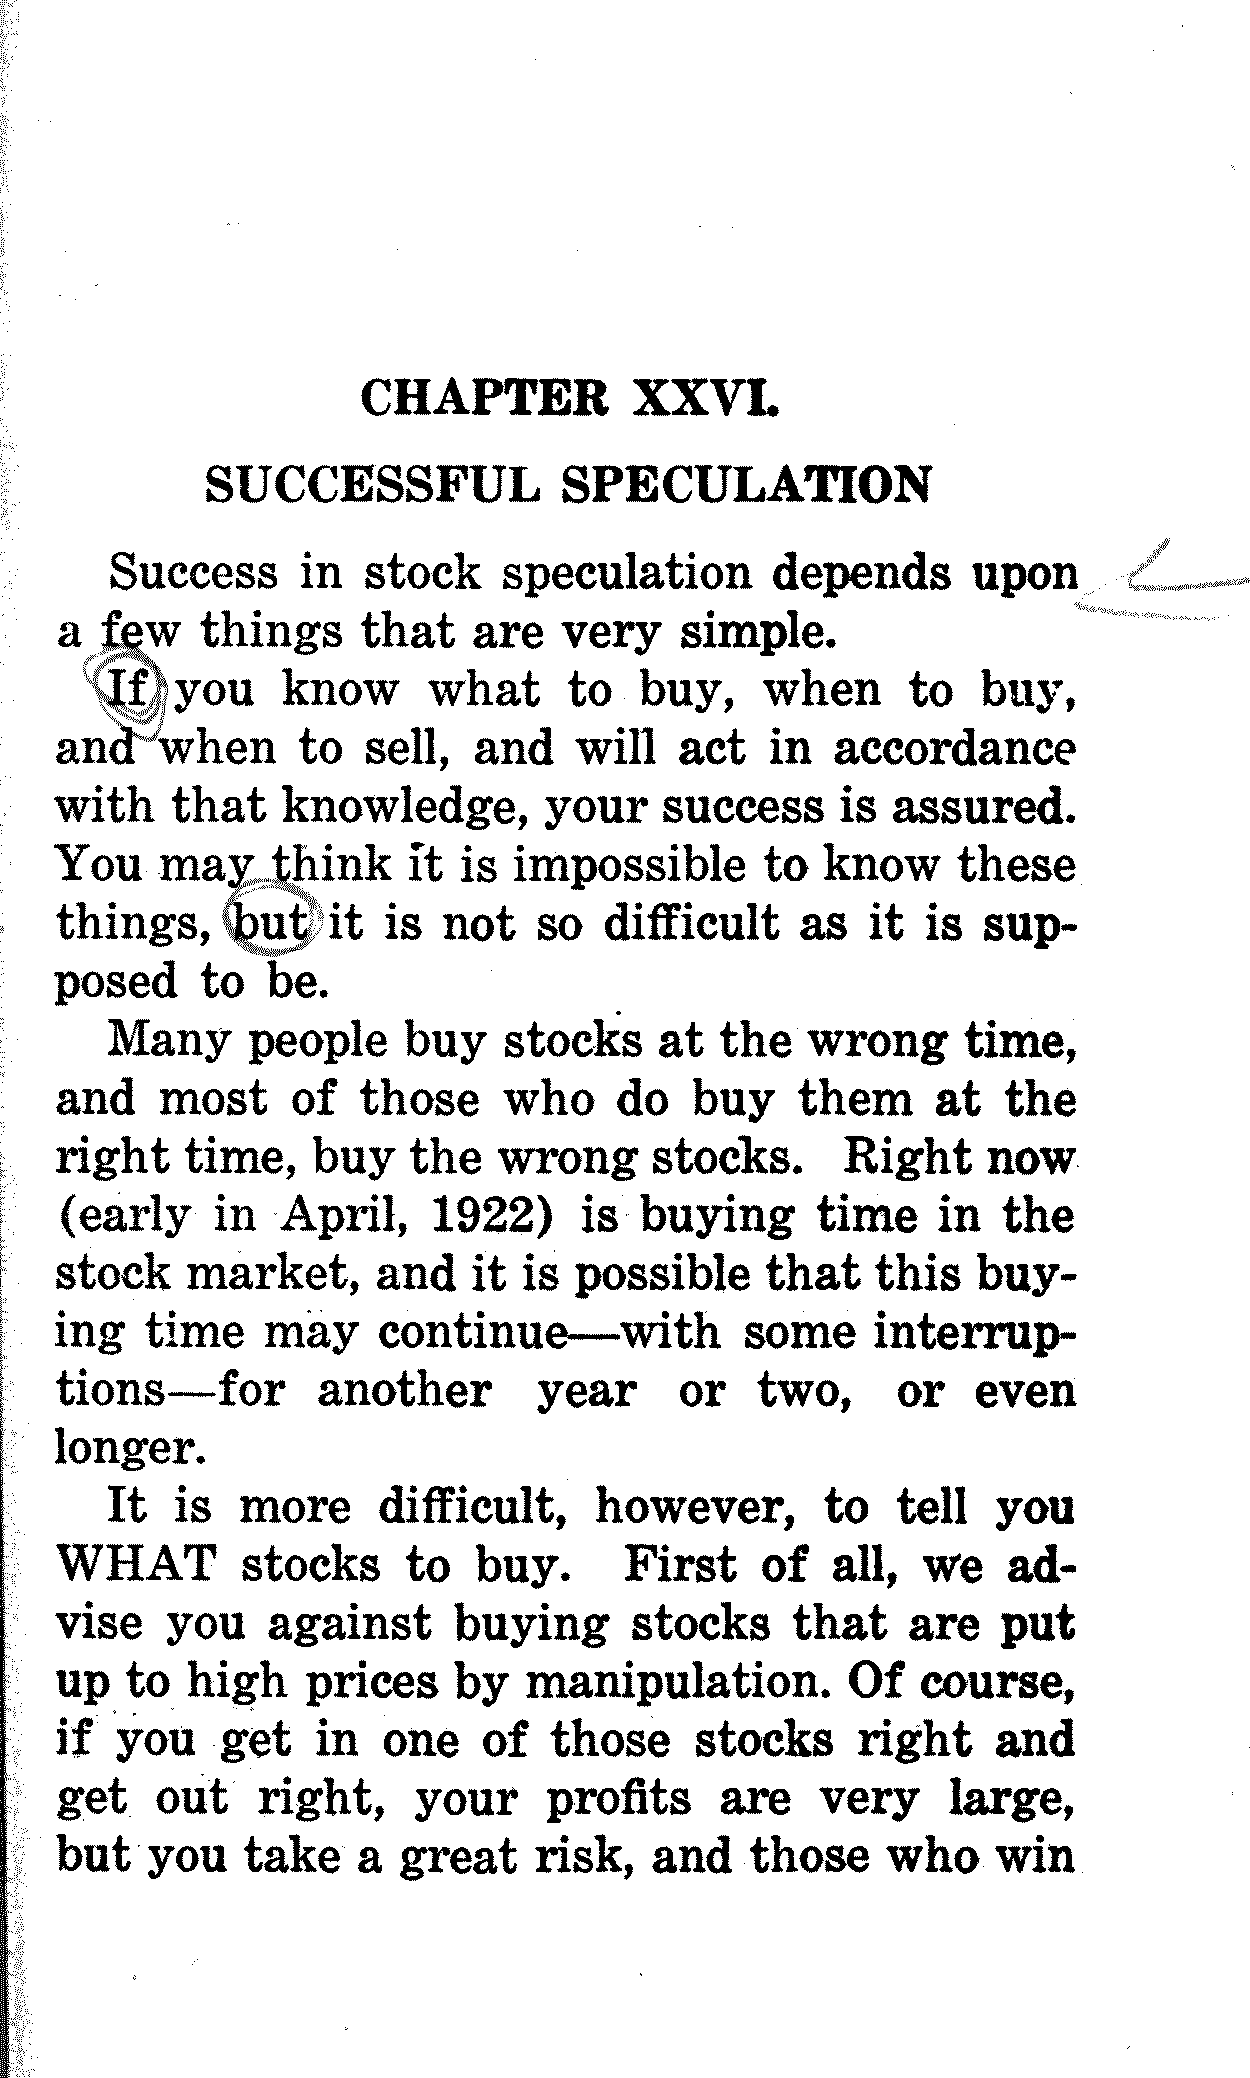 CHAPTER XXVI.
SUCCESSFUL SPECULATION
Success in stock speculation depends upon
a few things that are very simple.
If you know what to buy, when to buy,
and when to sell, and will act in accordance
with that knowledge, your success is assured.
You may think it is impossible to know these
things, but it is not so difficult as it is sup-
posed to be.
Many people buy stocks at the wrong time,
and most of those who do buy them at the
right time, buy the wrong stocks. Right now
(early in April, 1922) is buying time in the
stock market, and it is possible that this buy-
ing time may continue—with some interrup-
tions—for another year or two, or even
longer.
It is more difficult, however, to tell you
WHAT stocks to buy. First of all, we ad-
vise you against buying stocks that are put
up to high prices by manipulation. Of course,
if you get in one of those stocks right and
get out right, your profits are very large,
but you take a great risk, and those who win